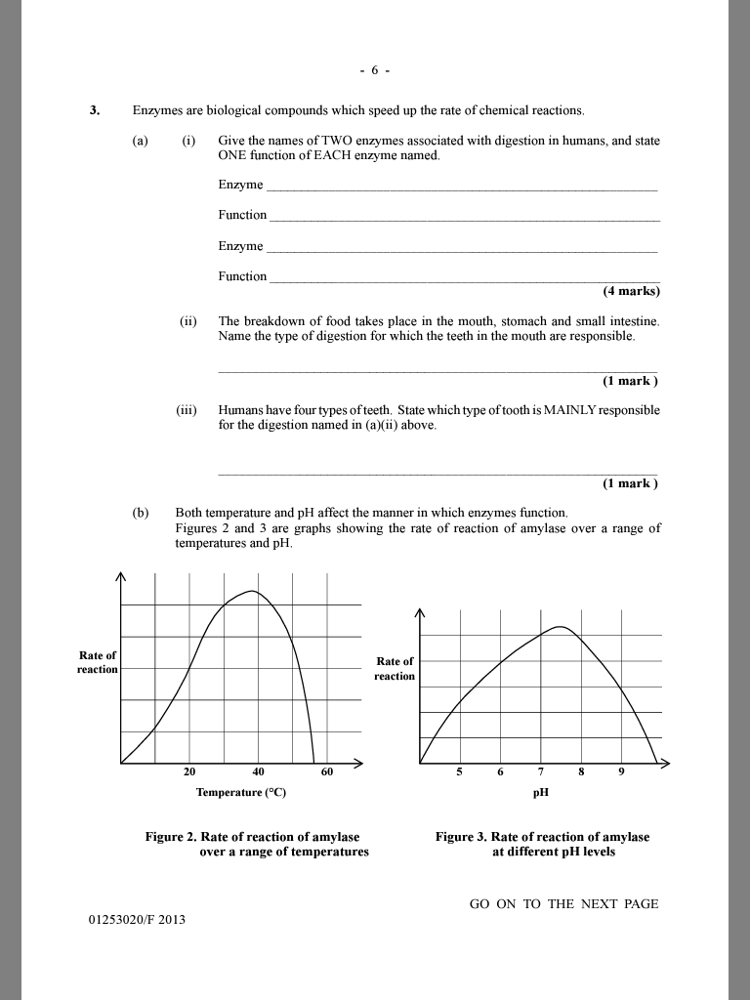 - 6 -
3. Enzymes are biological compounds which speed up the rate of chemical reactions.
(a) (i) Give the names of TWO enzymes associated with digestion in humans, and state
ONE function of EACH enzyme named.
Enzyme
Function
Enzyme
Function
(4 marks)
(ii) The breakdown of food takes place in the mouth, stomach and small intestine.
Name the type of digestion for which the teeth in the mouth are responsible.
(1 mark )
(iii) Humans have four types of teeth. State which type of tooth is MAINLY responsible
for the digestion named in (a)(ii) above.
(1 mark )
(b) Both temperature and pH affect the manner in which enzymes function.
Figures 2 and 3 are graphs showing the rate of reaction of amylase over a range of
temperatures and pH.
Rate of
reaction
20 40 60
Temperature (°C)
Figure 2. Rate of reaction of amylase
over a range of temperatures
Rate of
reaction
5 6 7 8 9
pH
Figure 3. Rate of reaction of amylase
at different pH levels
GO ON TO THE NEXT PAGE
01253020/F 2013